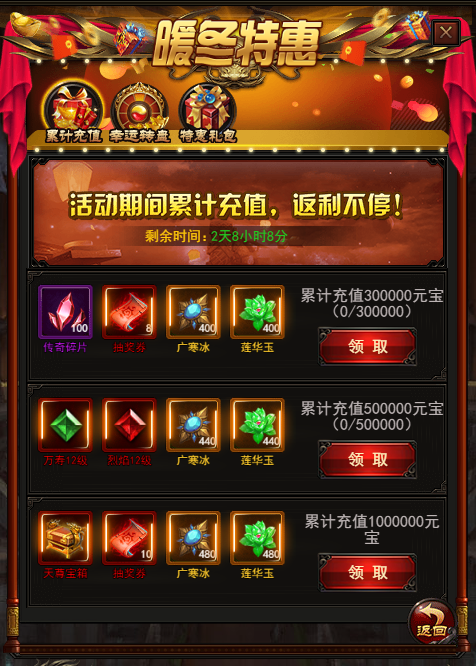 暖冬特惠
累计充值 幸运转盘 特惠礼包
活动期间累计充值，返利不停！
剩余时间：2天8小时8分
累计充值300000元宝
（0/300000）
100 8 400 400
传奇碎片 抽奖券 广寒冰 莲华玉
领取
累计充值500000元宝
（0/500000）
440 440
万寿12级 烈焰12级 广寒冰 莲华玉
领取
累计充值1000000元
宝
10 480 480
天尊宝箱 抽奖券 广寒冰 莲华玉
领取
返回